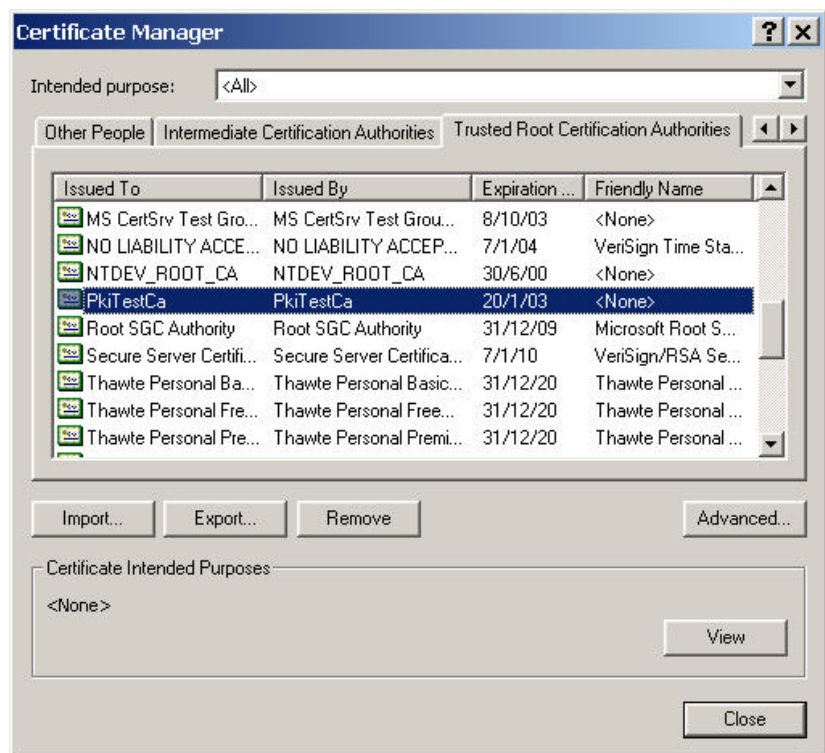 Certificate Manager
Intended purpose: <All>
Other People Intermediate Certification Authorities Trusted Root Certification Authorities
Issued To Issued By Expiration ... Friendly Name
MS CertSrv Test Gro... MS CertSrv Test Grou... 8/10/03 <None>
NO LIABILITY ACCE... NO LIABILITY ACCEP... 7/1/04 VeriSign Time Sta...
NTDEV_ROOT_CA NTDEV_ROOT_CA 30/6/00 <None>
PkiTestCa PkiTestCa 20/1/03 <None>
Root SGC Authority Root SGC Authority 31/12/09 Microsoft Root S...
Secure Server Certifi... Secure Server Certifica... 7/1/10 VeriSign/RSA Se...
Thawte Personal Ba... Thawte Personal Basic... 31/12/20 Thawte Personal ...
Thawte Personal Fre... Thawte Personal Free... 31/12/20 Thawte Personal ...
Thawte Personal Pre... Thawte Personal Premi... 31/12/20 Thawte Personal ...
Import... Export... Remove Advanced...
Certificate Intended Purposes
<None>
View
Close